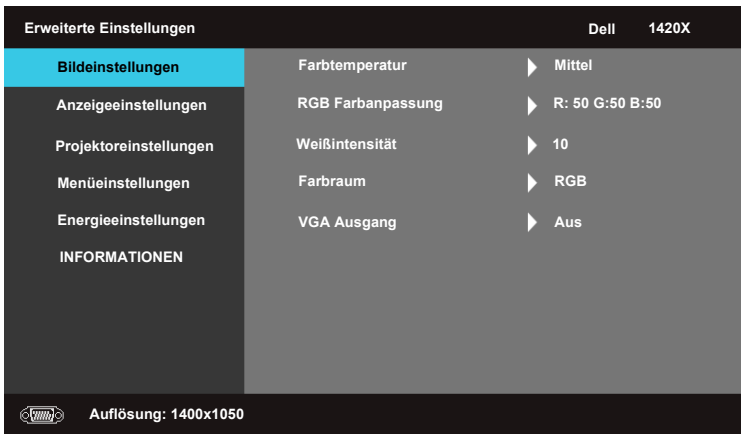 Erweiterte Einstellungen Dell 1420X
Bildeinstellungen Farbtemperatur Mittel
Anzeigeeinstellungen RGB Farbanpassung R: 50 G:50 B:50
Projektoreinstellungen Weißintensität 10
Menüeinstellungen Farbraum RGB
Energieeinstellungen VGA Ausgang Aus
INFORMATIONEN
Auflösung: 1400x1050